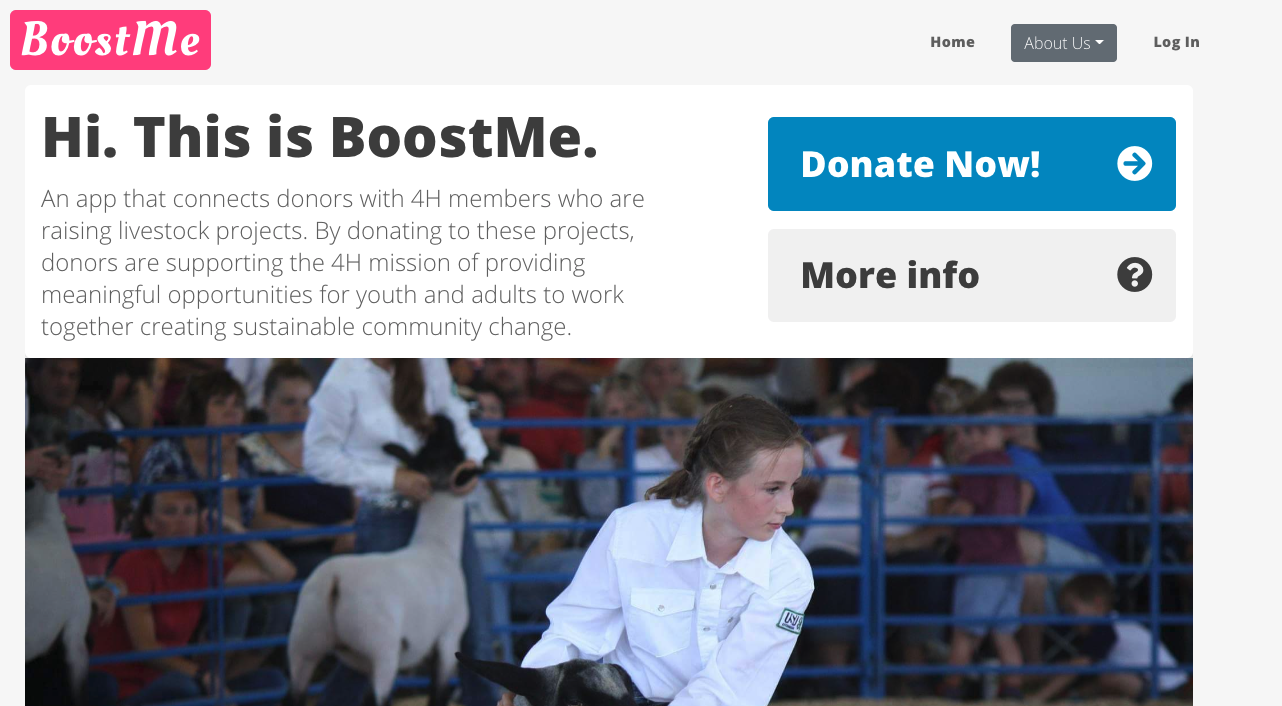 BoostMe
Home
About Us
Log In
Hi. This is BoostMe.
An app that connects donors with 4H members who are
raising livestock projects. By donating to these projects,
donors are supporting the 4H mission of providing
meaningful opportunities for youth and adults to work
together creating sustainable community change.
Donate Now!
More info